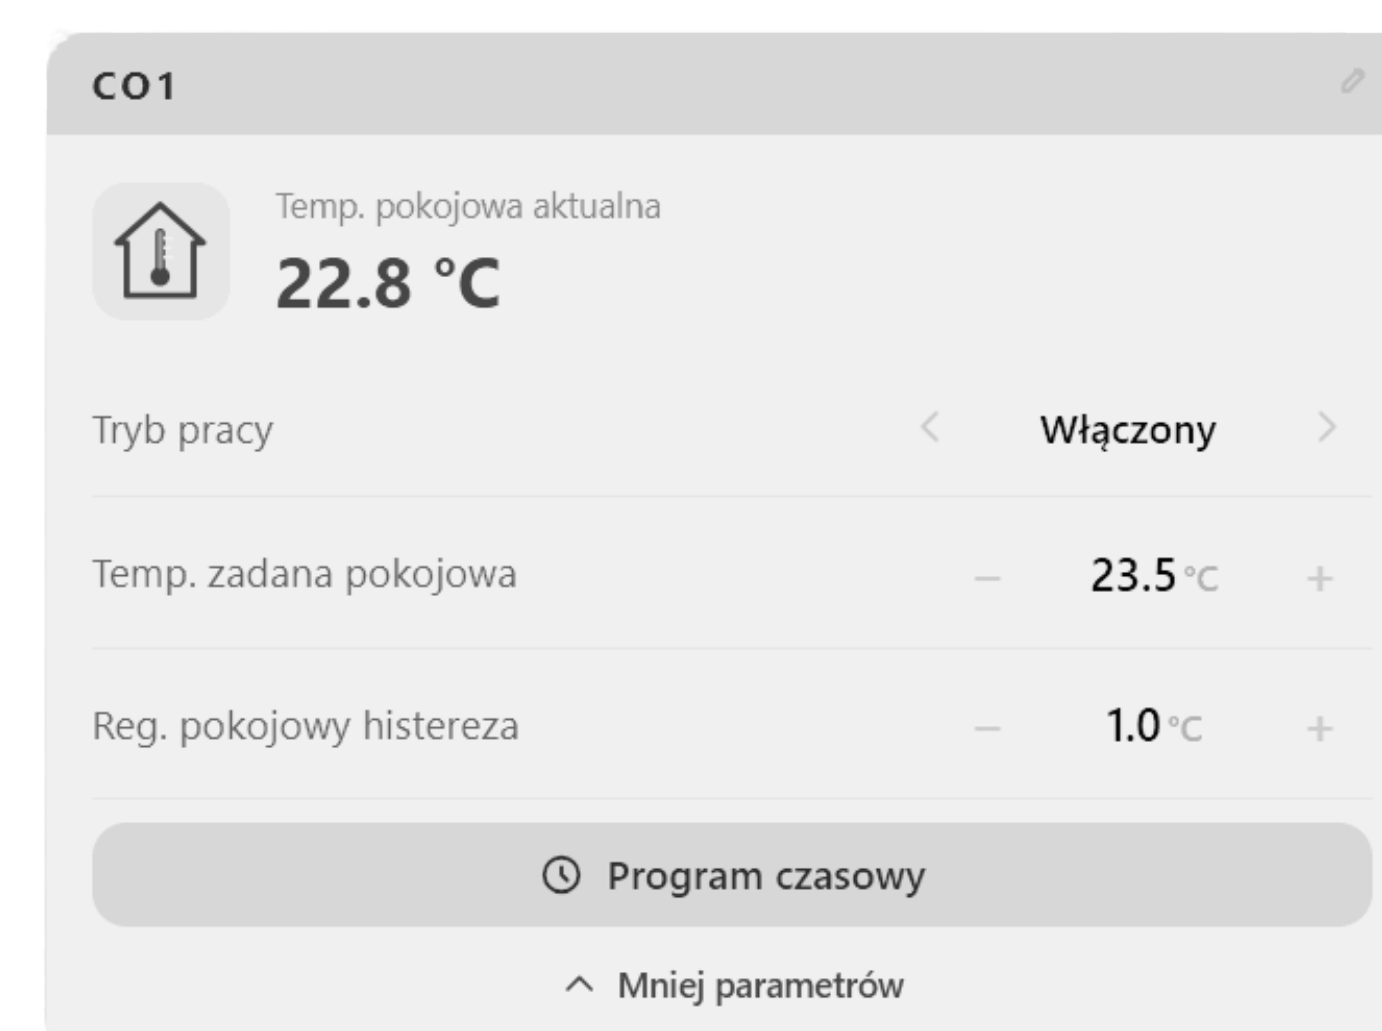 CO1
Temp. pokojowa aktualna
22.8 °C
Tryb pracy < Włączony >
Temp. zadana pokojowa − 23.5 °C +
Reg. pokojowy histereza − 1.0 °C +
Program czasowy
Mniej parametrów